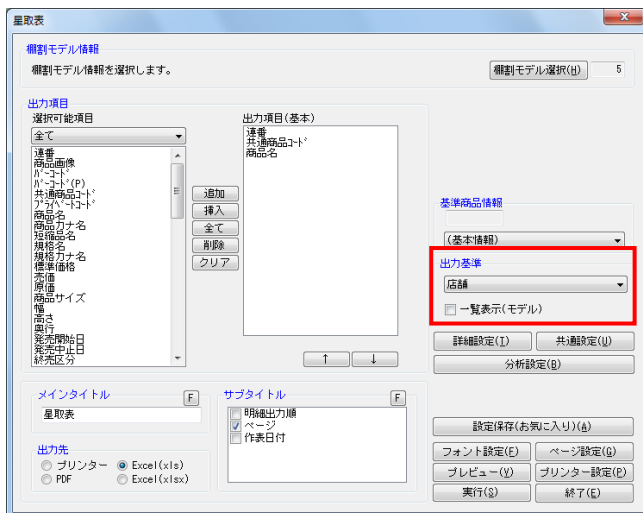 星取表
棚割モデル情報
棚割モデル情報を選択します。
棚割モデル選択(H)
5
出力項目
選択可能項目
全て
連番
商品画像
ﾊﾞｰｺｰﾄﾞ
ﾊﾞｰｺｰﾄﾞ(P)
共通商品ｺｰﾄﾞ
ﾌﾟﾗｲﾍﾞｰﾄｺｰﾄﾞ
商品名
商品カナ名
短縮品名
規格名
規格カナ名
標準価格
売価
原価
商品サイズ
幅
高さ
奥行
発売開始日
発売中止日
終売区分
追加
挿入
全て
削除
クリア
出力項目(基本)
連番
共通商品ｺｰﾄﾞ
商品名
↑
↓
基準商品情報
(基本情報)
出力基準
店舗
一覧表示(モデル)
詳細設定(I)
共通設定(U)
分析設定(B)
メインタイトル
F
星取表
出力先
プリンター
Excel(xls)
PDF
Excel(xlsx)
サブタイトル
F
明細出力順
ページ
作表日付
設定保存(お気に入り)(A)
フォント設定(F)
ページ設定(G)
プレビュー(V)
プリンター設定(P)
実行(S)
終了(E)